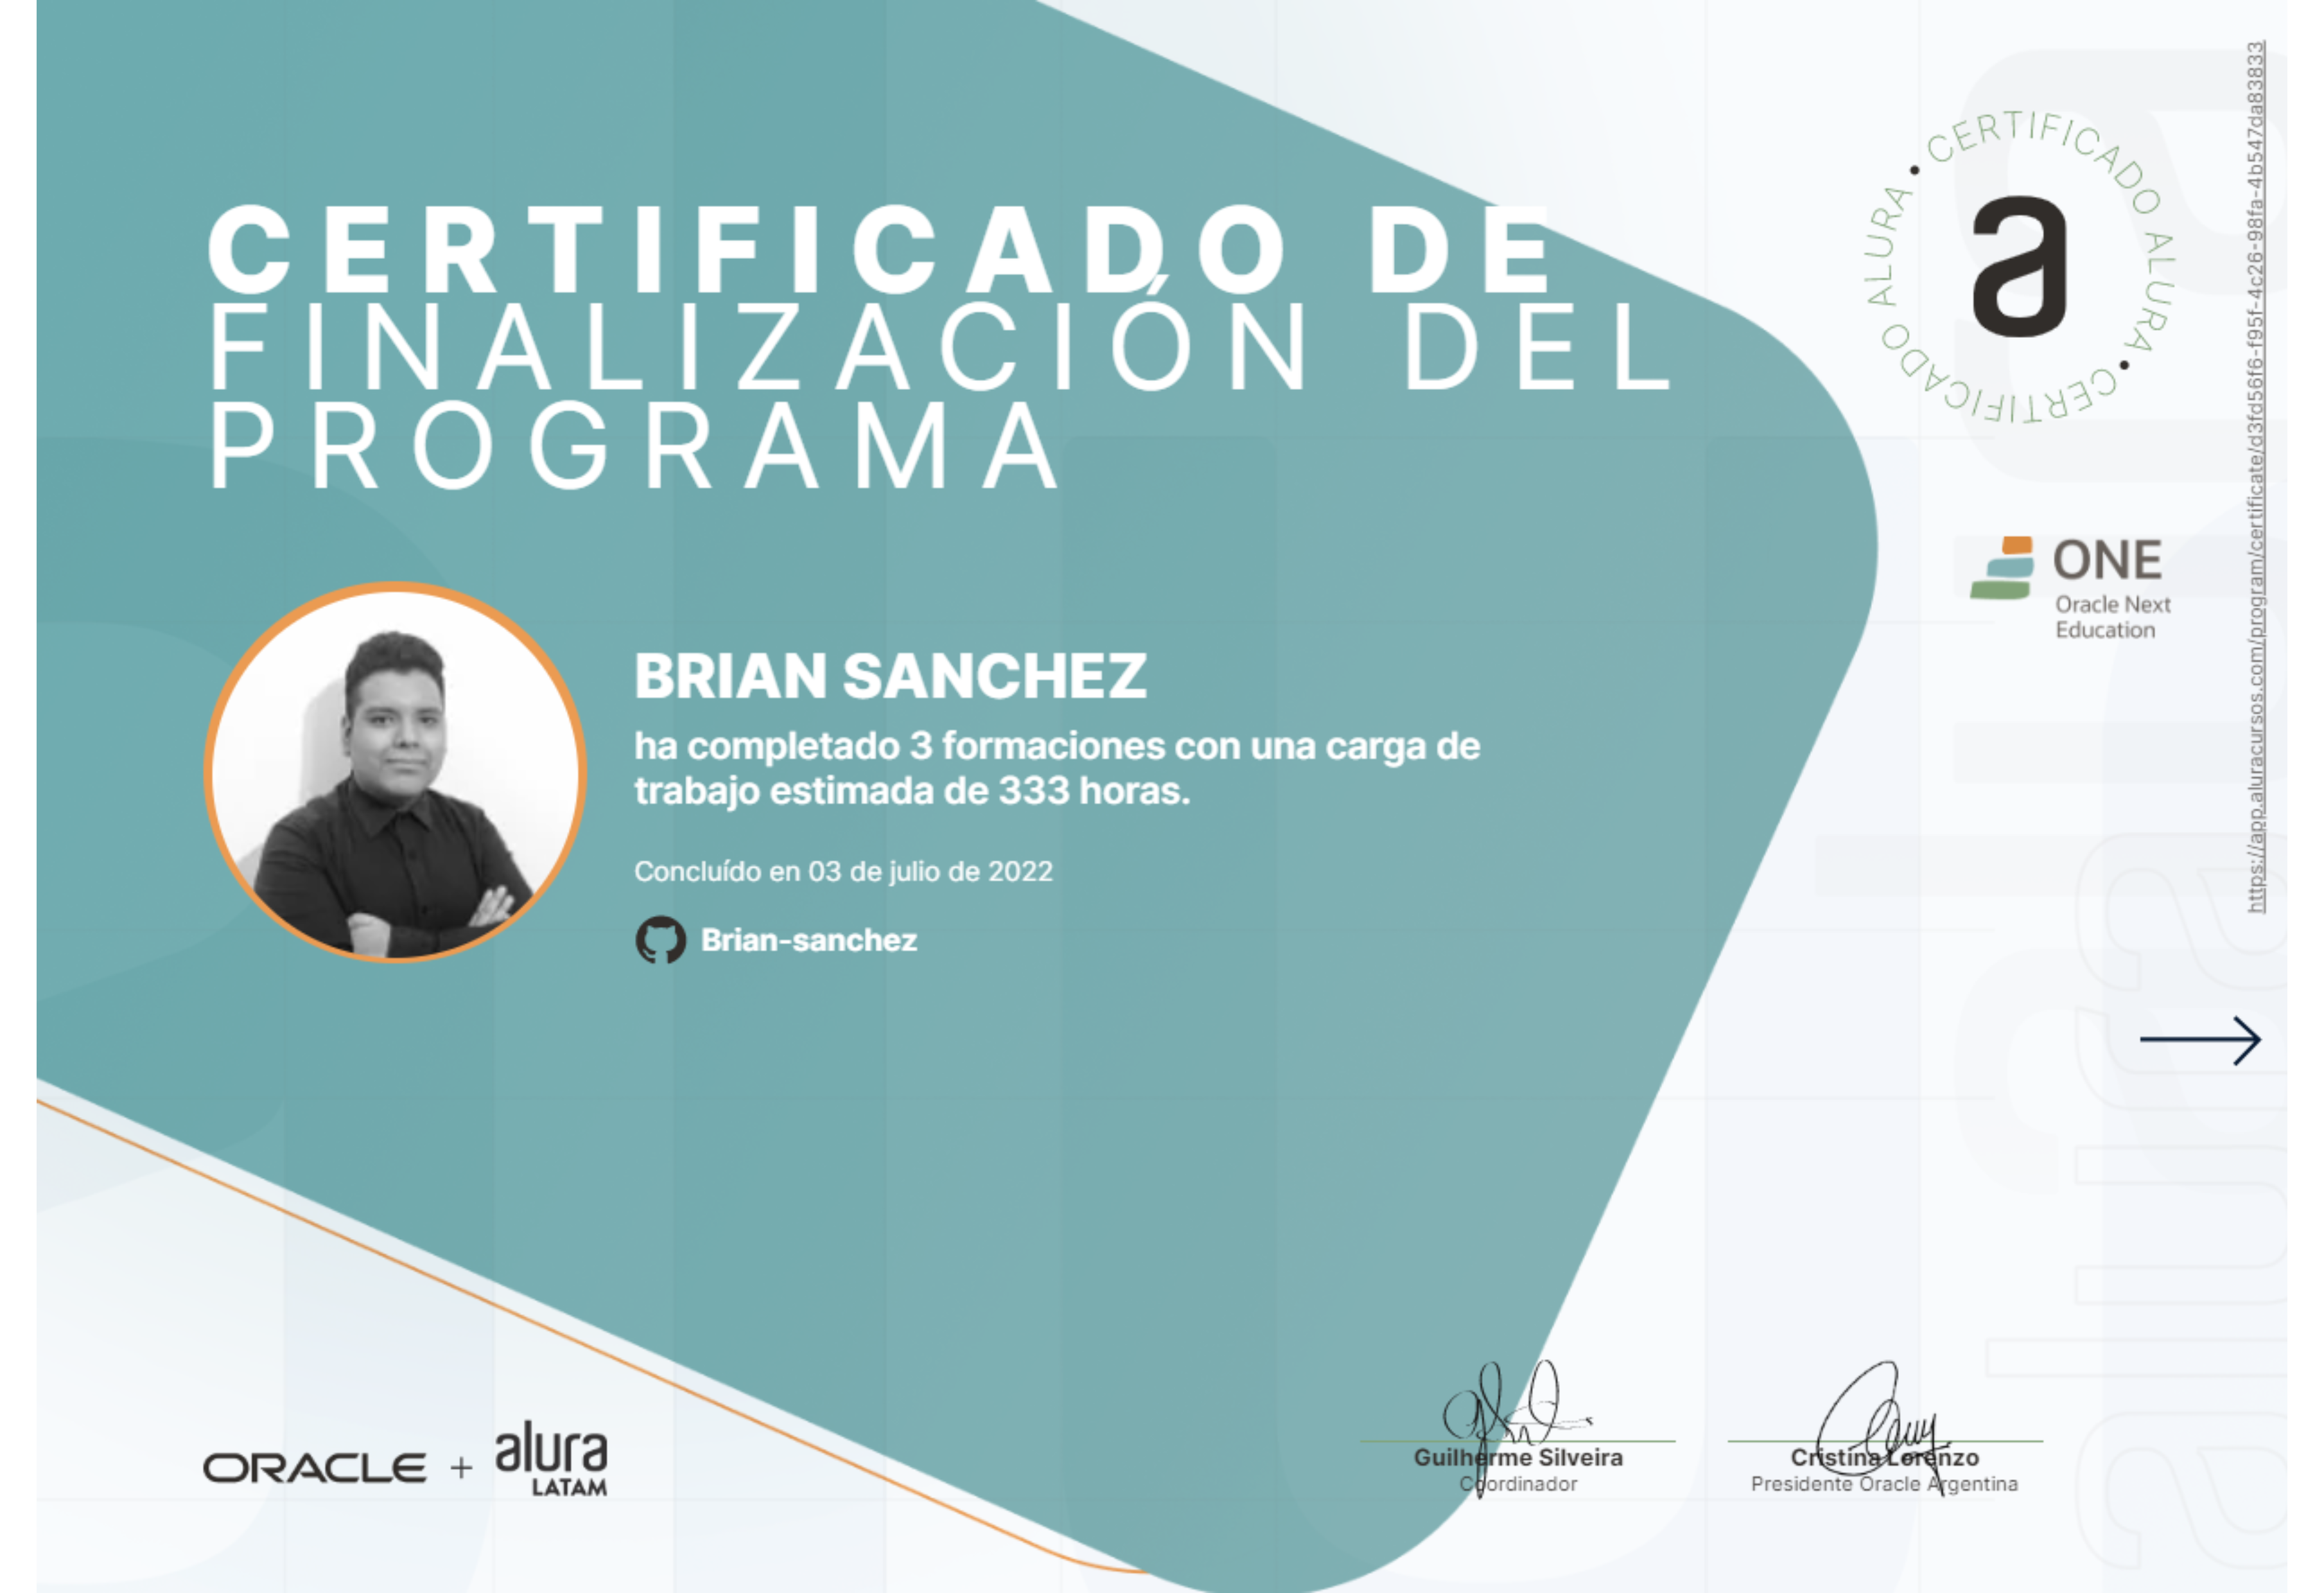 CERTIFICADO DE
FINALIZACIÓN DEL
PROGRAMA
BRIAN SANCHEZ
ha completado 3 formaciones con una carga de
trabajo estimada de 333 horas.
Concluído en 03 de julio de 2022
Brian-sanchez
CERTIFICADO ALURA • CERTIFICADO ALURA •
a
ONE
Oracle Next
Education
https://app.aluracursos.com/program/certificate/d3fd56f6-f95f-4c26-98fa-4b547da83833
ORACLE + alura
LATAM
Guilherme Silveira
Coordinador
Cristina Lorenzo
Presidente Oracle Argentina
alura